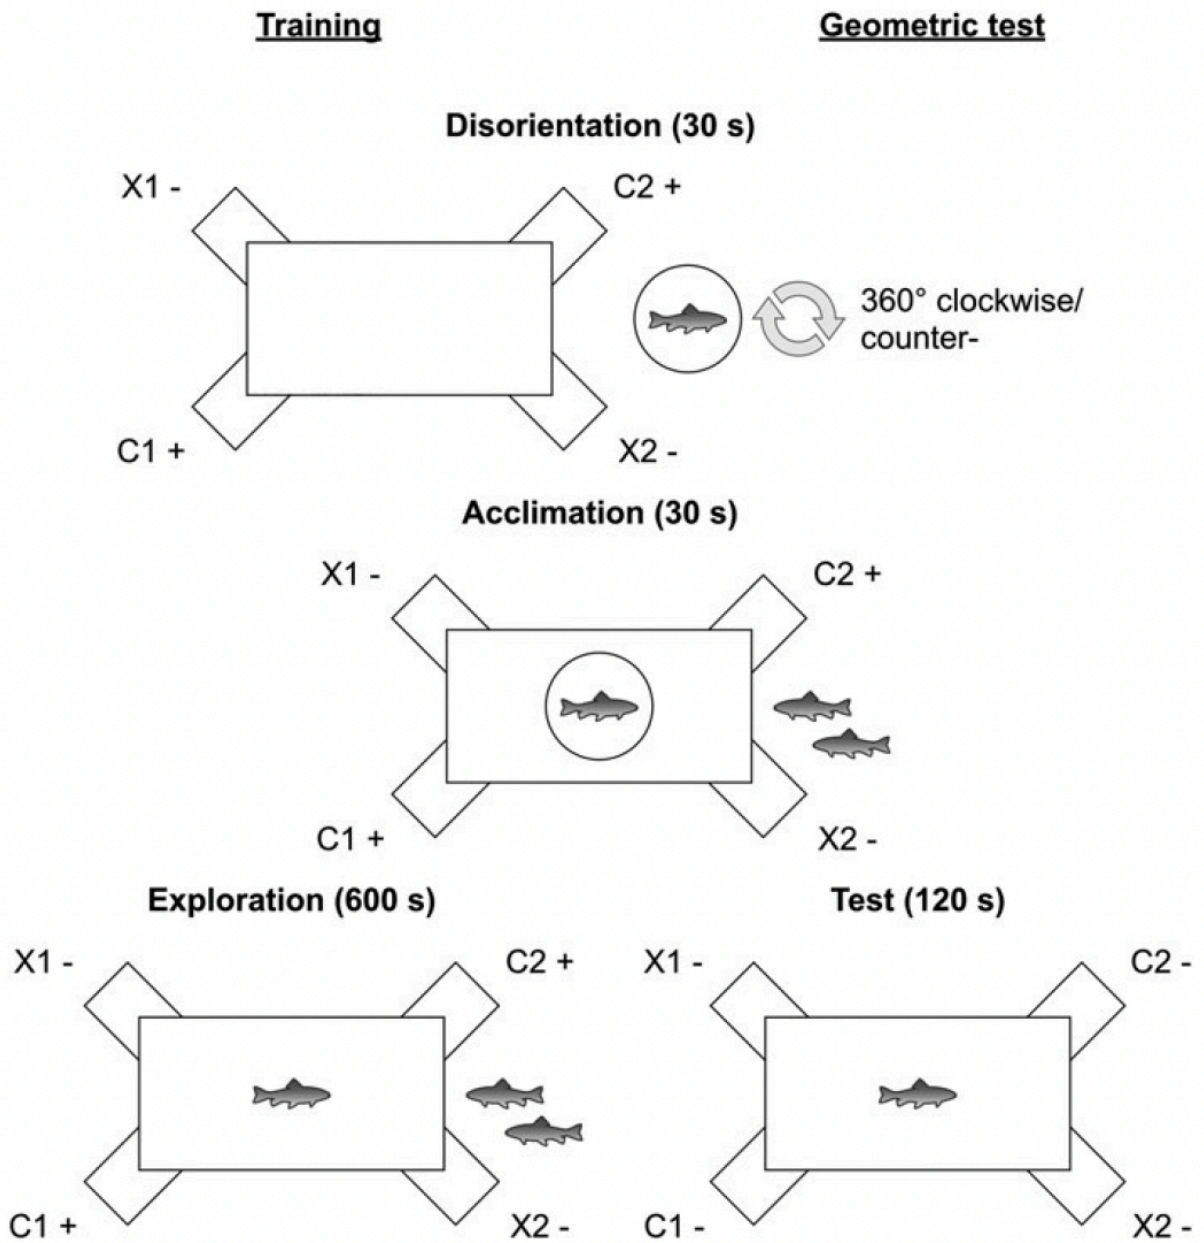 Training
Geometric test
Disorientation (30 s)
X1 -
C2 +
360° clockwise/
counter-
C1 +
X2 -
Acclimation (30 s)
X1 -
C2 +
C1 +
X2 -
Exploration (600 s)
Test (120 s)
X1 -
C2 +
X1 -
C2 -
C1 +
X2 -
C1 -
X2 -